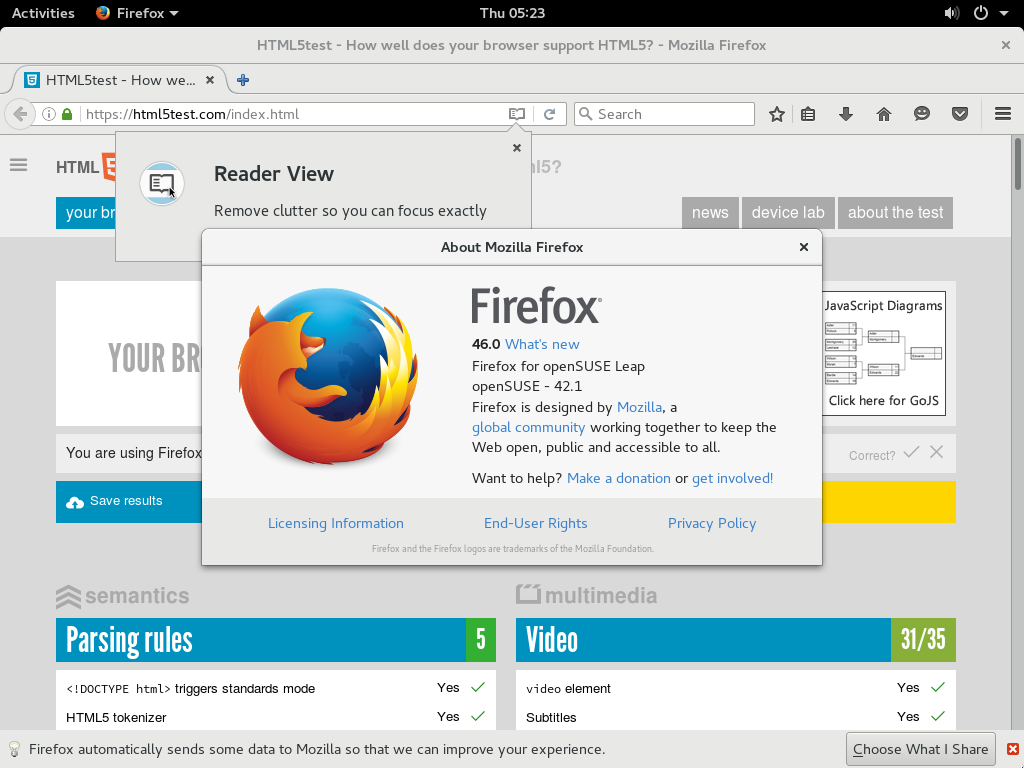 Activities Firefox Thu 05:23
HTML5test - How well does your browser support HTML5? - Mozilla Firefox
HTML5test - How we...
https://html5test.com/index.html Search
HTML ml5?
Reader View
Remove clutter so you can focus exactly
your br news device lab about the test
About Mozilla Firefox
Firefox
46.0 What's new
Firefox for openSUSE Leap
openSUSE - 42.1
Firefox is designed by Mozilla, a
global community working together to keep the
Web open, public and accessible to all.
Want to help? Make a donation or get involved!
Licensing Information End-User Rights Privacy Policy
Firefox and the Firefox logos are trademarks of the Mozilla Foundation.
JavaScript Diagrams
Click here for GoJS
YOUR BR
You are using Firefox Correct?
Save results
semantics multimedia
Parsing rules 5 Video 31/35
<!DOCTYPE html> triggers standards mode Yes video element Yes
HTML5 tokenizer Yes Subtitles Yes
Firefox automatically sends some data to Mozilla so that we can improve your experience. Choose What I Share